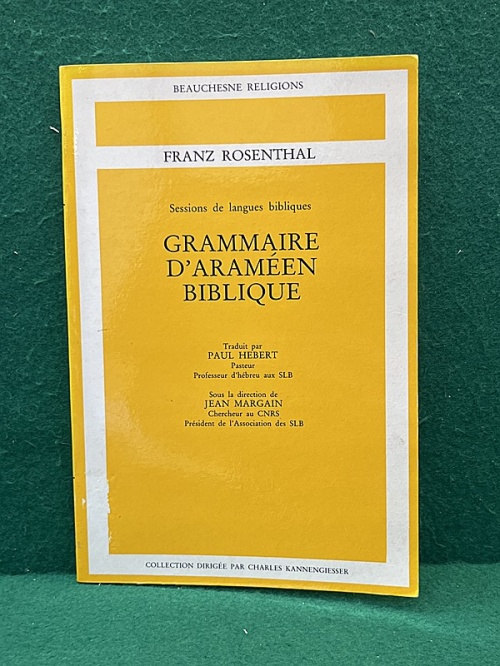 BEAUCHESNE RELIGIONS
FRANZ ROSENTHAL
Sessions de langues bibliques
GRAMMAIRE
D'ARAMÉEN
BIBLIQUE
Traduit par
PAUL HEBERT
Pasteur
Professeur d'hébreu aux SLB
Sous la direction de
JEAN MARGAIN
Chercheur au CNRS
Président de l'Association des SLB
COLLECTION DIRIGÉE PAR CHARLES KANNENGIESSER